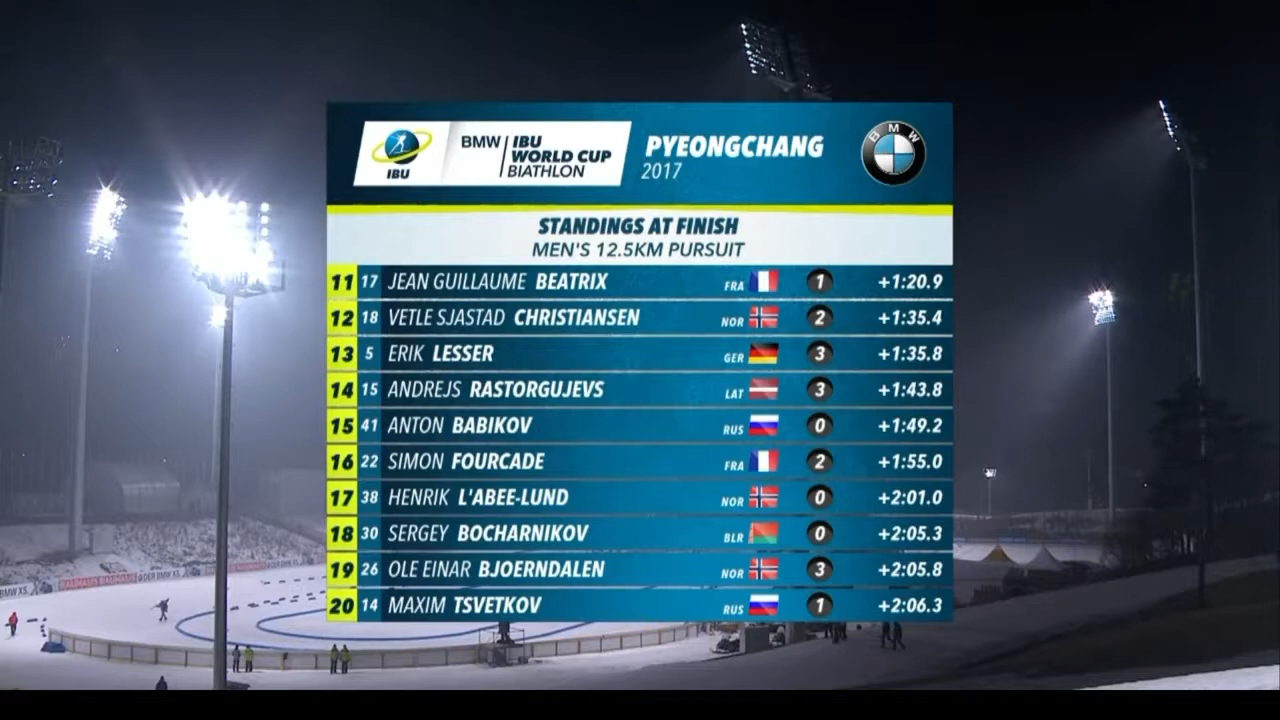 BMW
IBU
BMW IBU
WORLD CUP
BIATHLON
PYEONGCHANG
2017
STANDINGS AT FINISH
MEN'S 12.5KM PURSUIT
11 17 JEAN GUILLAUME BEATRIX FRA 1 +1:20.9
12 18 VETLE SJASTAD CHRISTIANSEN NOR 2 +1:35.4
13 5 ERIK LESSER GER 3 +1:35.8
14 15 ANDREJS RASTORGUJEVS LAT 3 +1:43.8
15 41 ANTON BABIKOV RUS 0 +1:49.2
16 22 SIMON FOURCADE FRA 2 +1:55.0
17 38 HENRIK L'ABEE-LUND NOR 0 +2:01.0
18 30 SERGEY BOCHARNIKOV BLR 0 +2:05.3
19 26 OLE EINAR BJOERNDALEN NOR 3 +2:05.8
20 14 MAXIM TSVETKOV RUS 1 +2:06.3